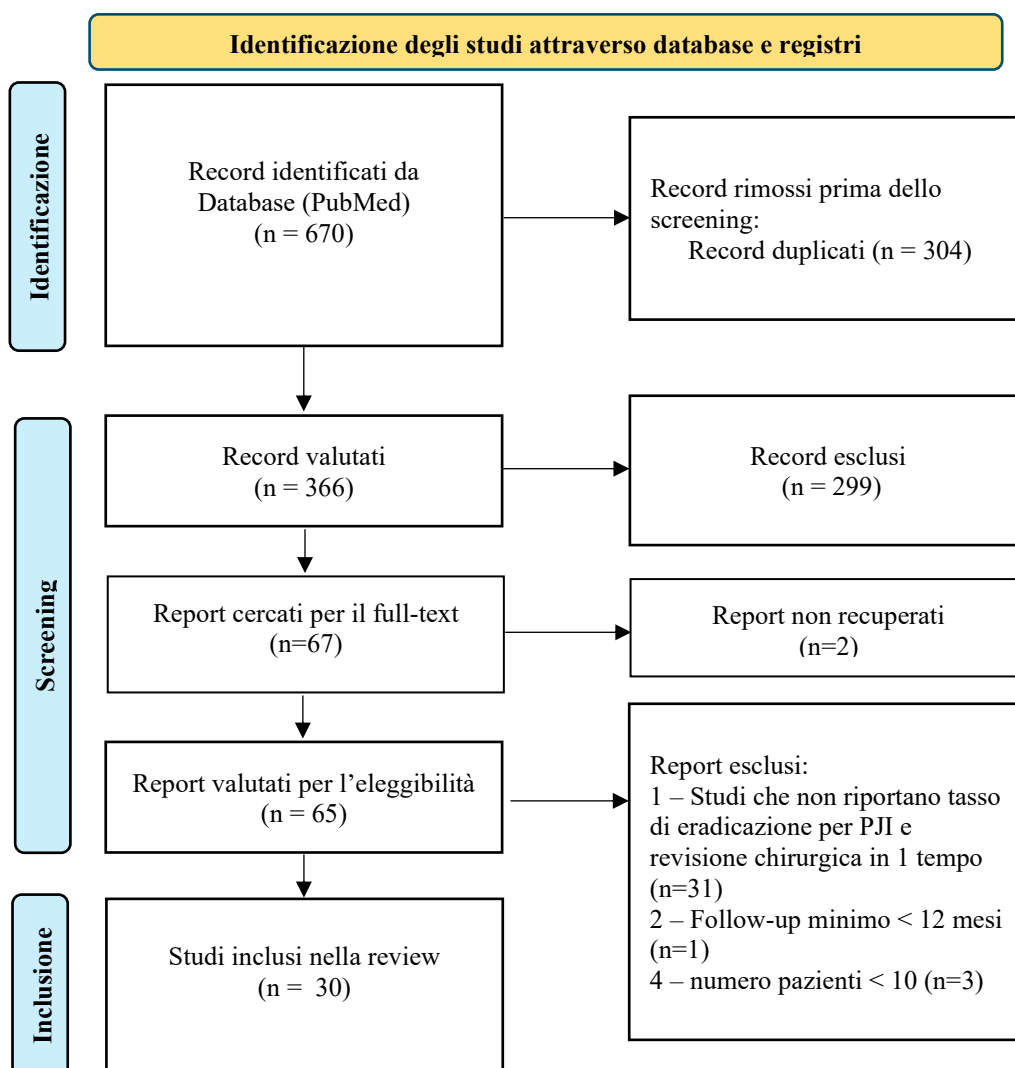 Identificazione degli studi attraverso database e registri
Identificazione
Record identificati da
Database (PubMed)
(n = 670)
Record rimossi prima dello
screening:
Record duplicati (n = 304)
Screening
Record valutati
(n = 366)
Record esclusi
(n = 299)
Report cercati per il full-text
(n=67)
Report non recuperati
(n=2)
Report valutati per l’eleggibilità
(n = 65)
Report esclusi:
1 – Studi che non riportano tasso
di eradicazione per PJI e
revisione chirurgica in 1 tempo
(n=31)
2 – Follow-up minimo < 12 mesi
(n=1)
4 – numero pazienti < 10 (n=3)
Inclusione
Studi inclusi nella review
(n = 30)